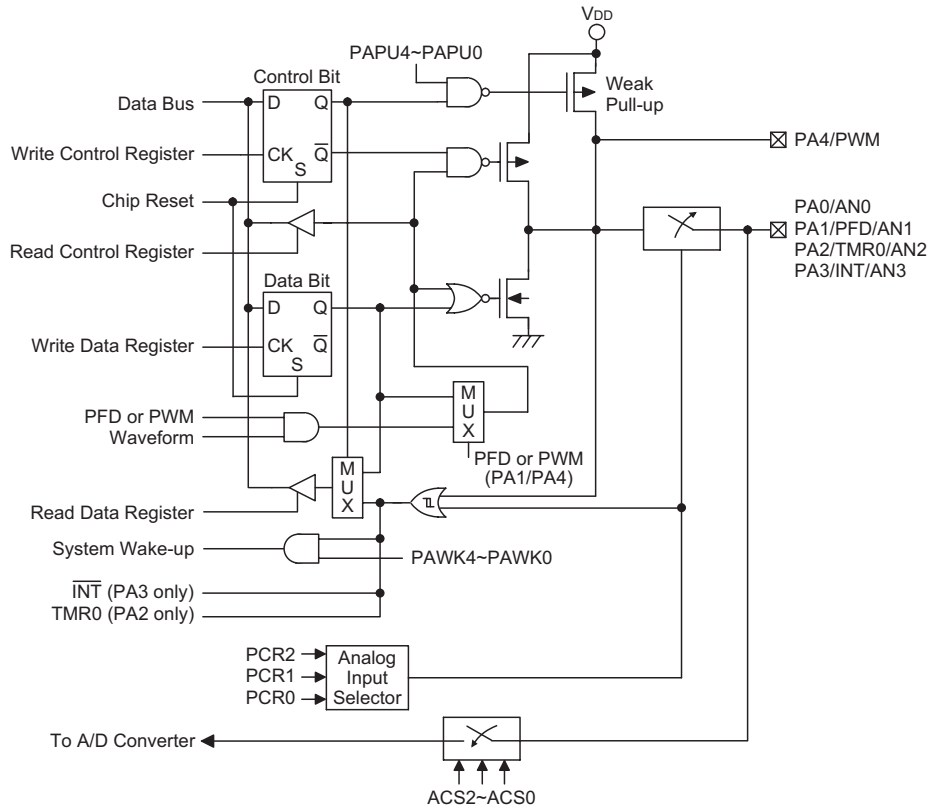 VDD
PAPU4~PAPU0
Control Bit
Weak
Pull-up
Data Bus
D
Q
PA4/PWM
Write Control Register
CK
Q
S
Chip Reset
PA0/AN0
PA1/PFD/AN1
PA2/TMR0/AN2
PA3/INT/AN3
Read Control Register
Data Bit
D
Q
Write Data Register
CK
Q
S
PFD or PWM
Waveform
M
U
X
PFD or PWM
(PA1/PA4)
M
U
X
Read Data Register
System Wake-up
PAWK4~PAWK0
INT (PA3 only)
TMR0 (PA2 only)
PCR2
PCR1
PCR0
Analog
Input
Selector
To A/D Converter
ACS2~ACS0